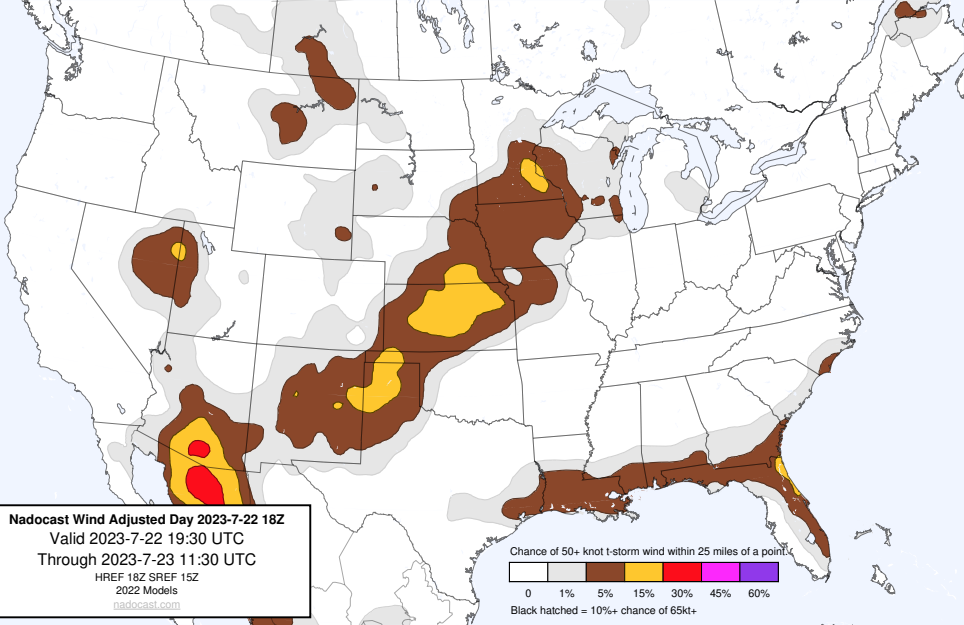 Nadocast Wind Adjusted Day 2023-7-22 18Z
Valid 2023-7-22 19:30 UTC
Through 2023-7-23 11:30 UTC
HREF 18Z SREF 15Z
2022 Models
nadocast.com
Chance of 50+ knot t-storm wind within 25 miles of a point.
0 1% 5% 15% 30% 45% 60%
Black hatched = 10%+ chance of 65kt+